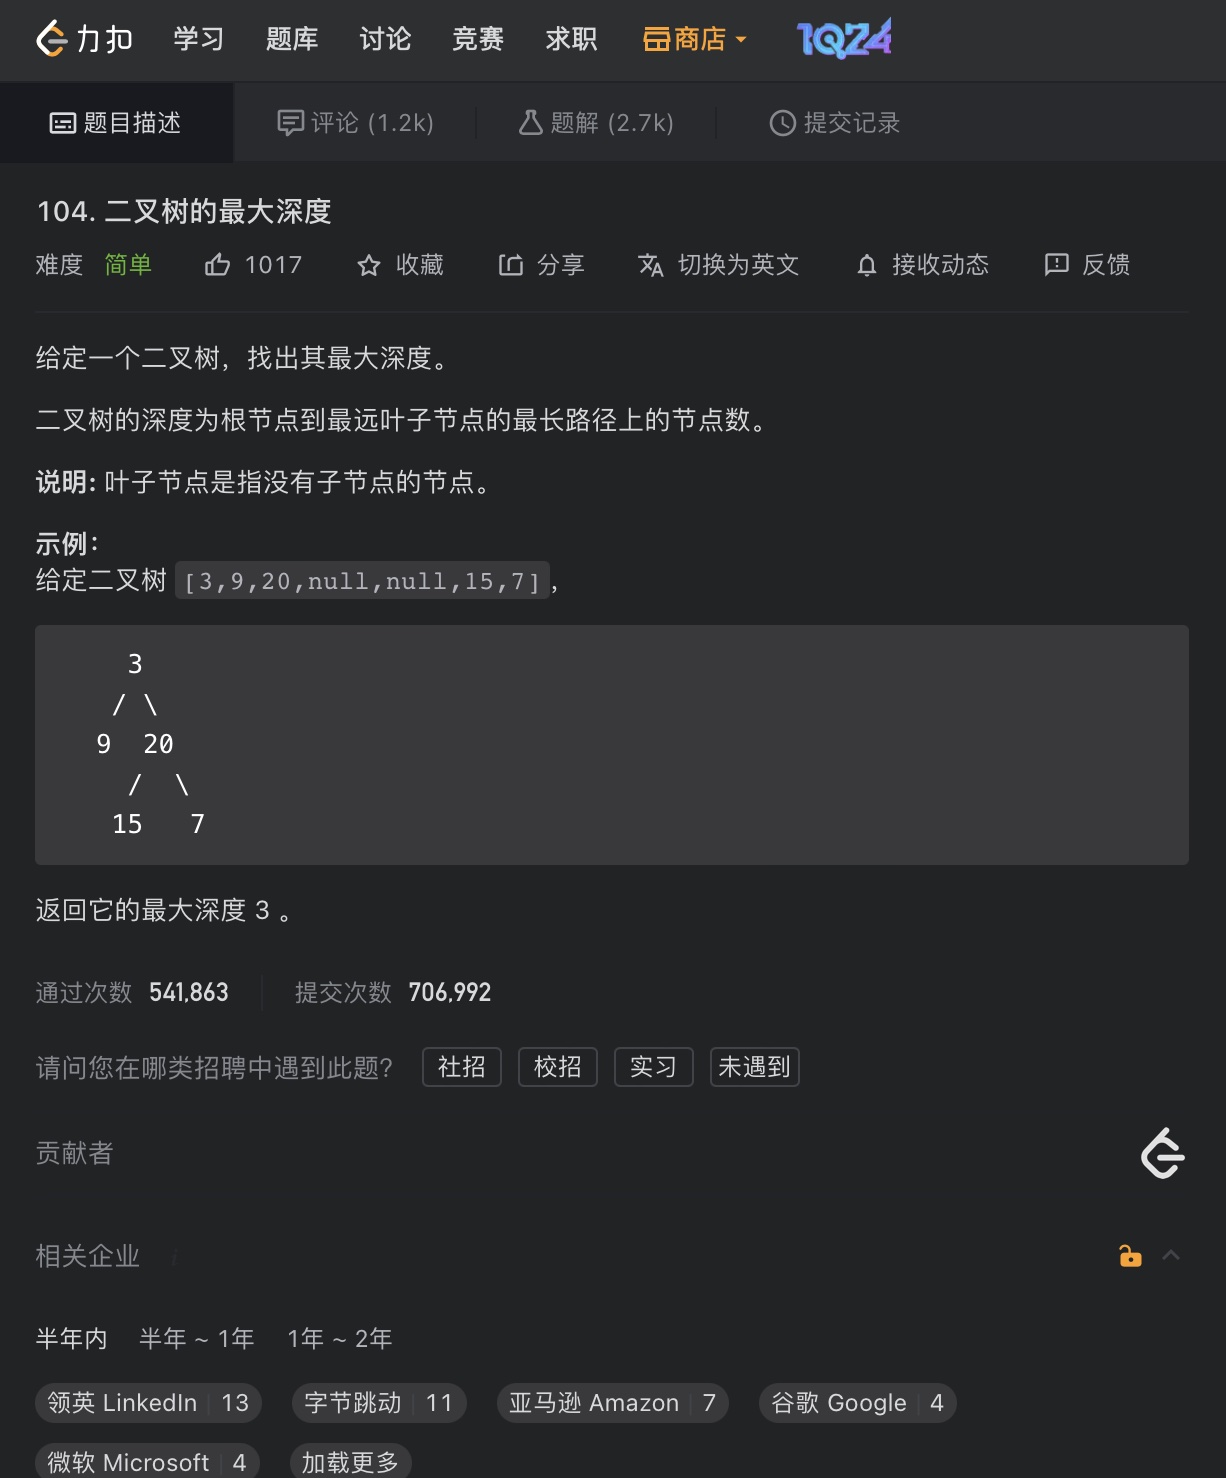 力扣 学习 题库 讨论 竞赛 求职 商店 1Q24
题目描述 评论 (1.2k) 题解 (2.7k) 提交记录
104. 二叉树的最大深度
难度 简单 1017 收藏 分享 切换为英文 接收动态 反馈
给定一个二叉树，找出其最大深度。
二叉树的深度为根节点到最远叶子节点的最长路径上的节点数。
说明: 叶子节点是指没有子节点的节点。
示例：
给定二叉树 [3,9,20,null,null,15,7]，
3
/ \
9 20
/ \
15 7
返回它的最大深度 3 。
通过次数 541,863 提交次数 706,992
请问您在哪类招聘中遇到此题? 社招 校招 实习 未遇到
贡献者
相关企业 i
半年内 半年 ~ 1年 1年 ~ 2年
领英 LinkedIn 13 字节跳动 11 亚马逊 Amazon 7 谷歌 Google 4
微软 Microsoft 4 加载更多